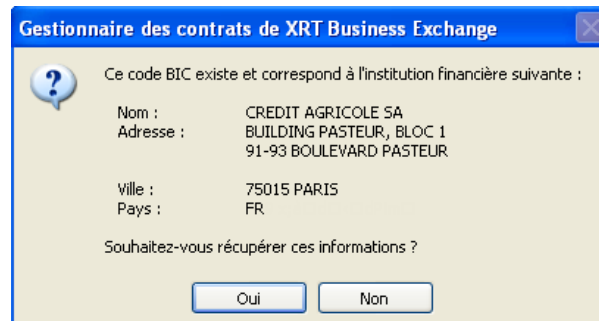 Gestionnaire des contrats de XRT Business Exchange
Ce code BIC existe et correspond à l'institution financière suivante :
Nom : CREDIT AGRICOLE SA
Adresse : BUILDING PASTEUR, BLOC 1
91-93 BOULEVARD PASTEUR
Ville : 75015 PARIS
Pays : FR
Souhaitez-vous récupérer ces informations ?
Oui Non